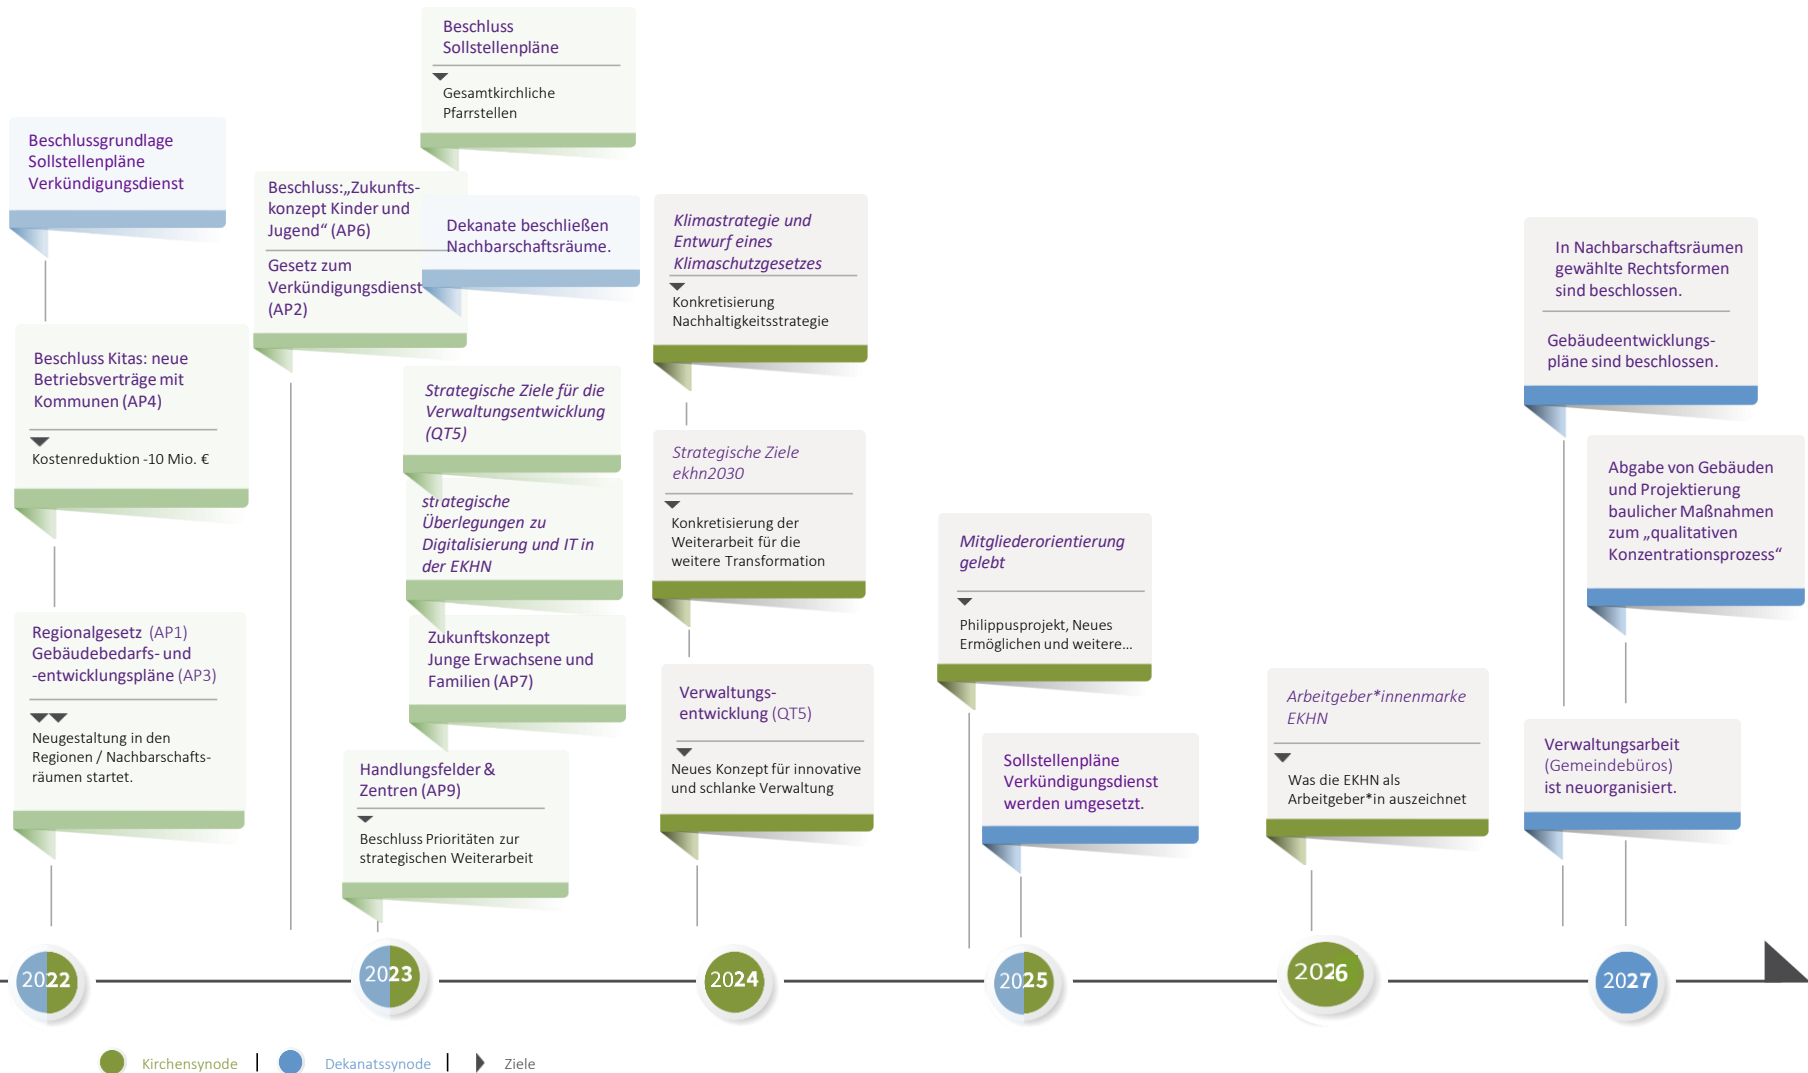 Beschlussgrundlage
Sollstellenpläne
Verkündigungsdienst
Beschluss Kitas: neue
Betriebsverträge mit
Kommunen (AP4)
Kostenreduktion -10 Mio. €
Regionalgesetz (AP1)
Gebäudebedarfs- und
-entwicklungspläne (AP3)
Neugestaltung in den
Regionen / Nachbarschafts-
räumen startet.
Beschluss:„Zukunfts-
konzept Kinder und
Jugend“ (AP6)
Gesetz zum
Verkündigungsdienst
(AP2)
Beschluss
Sollstellenpläne
Gesamtkirchliche
Pfarrstellen
Dekanate beschließen
Nachbarschaftsräume.
Strategische Ziele für die
Verwaltungsentwicklung
(QT5)
strategische
Überlegungen zu
Digitalisierung und IT in
der EKHN
Zukunftskonzept
Junge Erwachsene und
Familien (AP7)
Handlungsfelder &
Zentren (AP9)
Beschluss Prioritäten zur
strategischen Weiterarbeit
Klimastrategie und
Entwurf eines
Klimaschutzgesetzes
Konkretisierung
Nachhaltigkeitsstrategie
Strategische Ziele
ekhn2030
Konkretisierung der
Weiterarbeit für die
weitere Transformation
Verwaltungs-
entwicklung (QT5)
Neues Konzept für innovative
und schlanke Verwaltung
Mitgliederorientierung
gelebt
Philippusprojekt, Neues
Ermöglichen und weitere…
Sollstellenpläne
Verkündigungsdienst
werden umgesetzt.
Arbeitgeber*innenmarke
EKHN
Was die EKHN als
Arbeitgeber*in auszeichnet
In Nachbarschaftsräumen
gewählte Rechtsformen
sind beschlossen.
Gebäudeentwicklungs-
pläne sind beschlossen.
Abgabe von Gebäuden
und Projektierung
baulicher Maßnahmen
zum „qualitativen
Konzentrationsprozess“
Verwaltungsarbeit
(Gemeindebüros)
ist neuorganisiert.
2022
2023
2024
2025
2026
2027
Kirchensynode | Dekanatssynode | Ziele